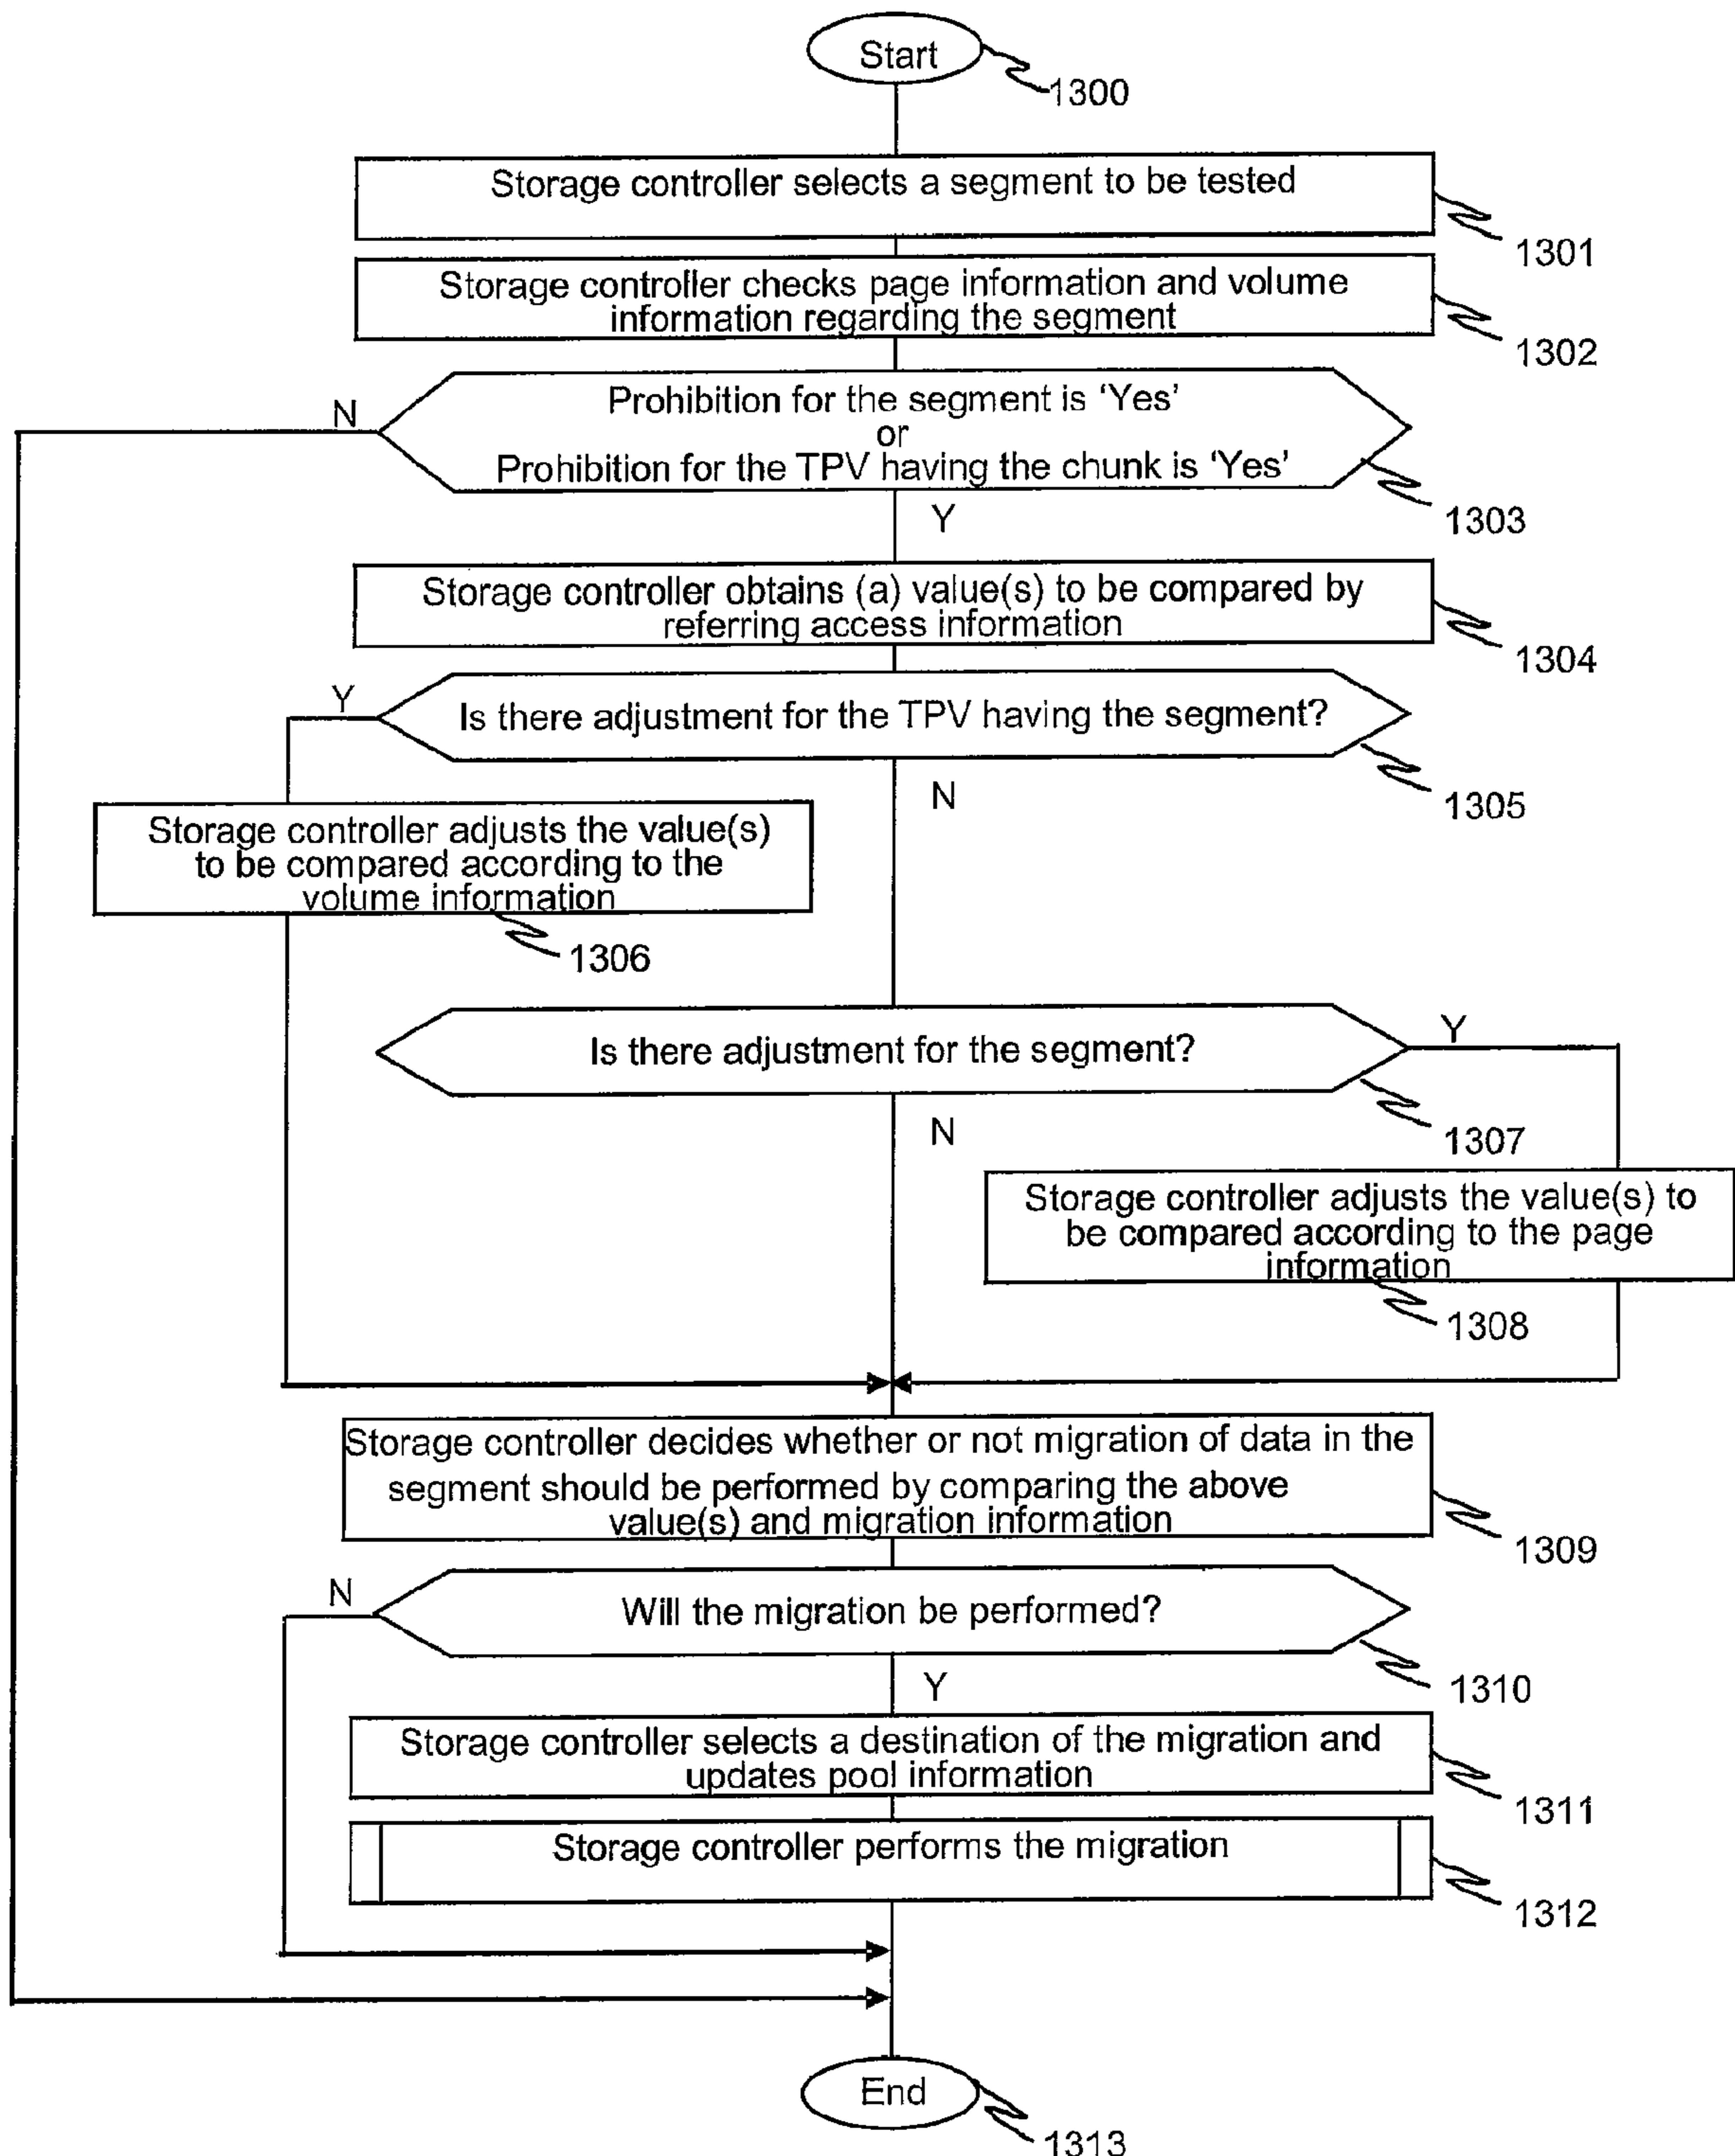 Start
1300
Storage controller selects a segment to be tested
1301
Storage controller checks page information and volume
information regarding the segment
1302
N
Prohibition for the segment is ‘Yes’
or
Prohibition for the TPV having the chunk is ‘Yes’
1303
Y
Storage controller obtains (a) value(s) to be compared by
referring access information
1304
Y
Is there adjustment for the TPV having the segment?
1305
N
Storage controller adjusts the value(s)
to be compared according to the
volume information
1306
Is there adjustment for the segment?
Y
1307
N
Storage controller adjusts the value(s) to
be compared according to the page
information
1308
Storage controller decides whether or not migration of data in the
segment should be performed by comparing the above
value(s) and migration information
1309
N
Will the migration be performed?
1310
Y
Storage controller selects a destination of the migration and
updates pool information
1311
Storage controller performs the migration
1312
End
1313